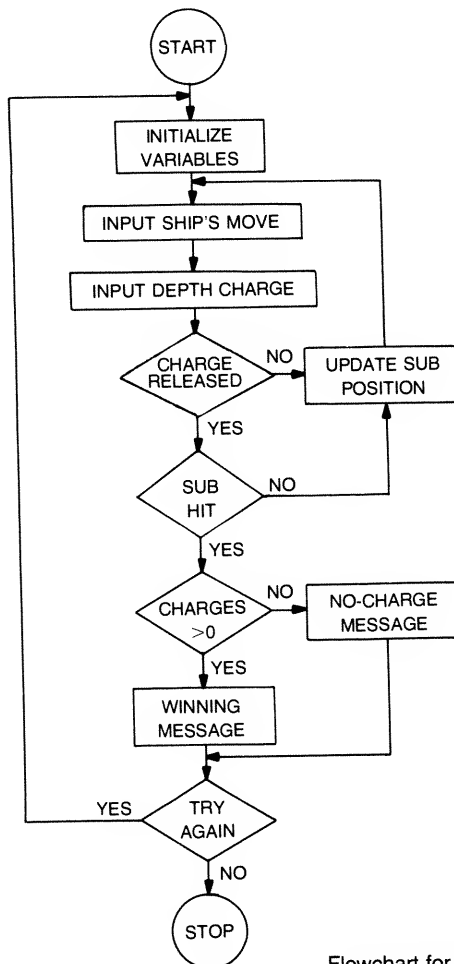 START
INITIALIZE
VARIABLES
INPUT SHIP'S MOVE
INPUT DEPTH CHARGE
CHARGE
RELEASED
NO
UPDATE SUB
POSITION
YES
SUB
HIT
NO
YES
CHARGES
>0
NO
NO-CHARGE
MESSAGE
YES
WINNING
MESSAGE
YES
TRY
AGAIN
NO
STOP
Flowchart for